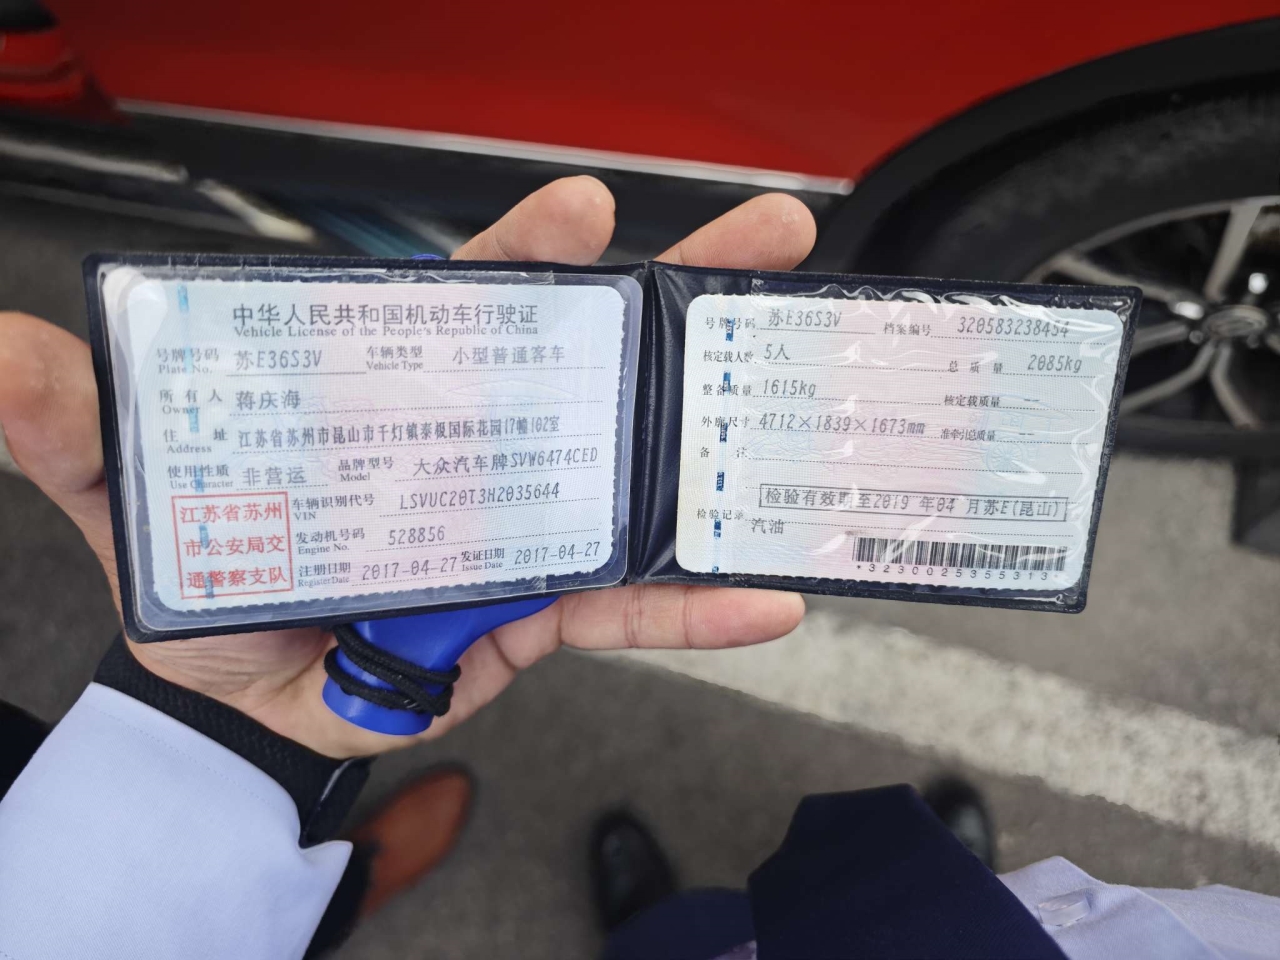 中华人民共和国机动车行驶证
Vehicle License of the People's Republic of China
号牌号码 苏E36S3V 车辆类型 小型普通客车
Plate No. Vehicle Type
所有人 蒋庆海
Owner
住址 江苏省苏州市昆山市千灯镇泰极国际花园17幢102室
Address
使用性质 非营运 品牌型号 大众汽车牌SVW6474CED
Use Character Model
江苏省苏州
市公安局交
通警察支队
车辆识别代号 LSVUC20T3H2035644
VIN
发动机号码 528856
Engine No.
注册日期 2017-04-27 发证日期 2017-04-27
Register Date Issue Date
号牌号码 苏E36S3V 档案编号 320583238454
核定载人数 5人 总质量 2085kg
整备质量 1615kg 核定载质量 --
外廓尺寸 4712×1839×1673mm 准牵引总质量 --
备注
检验有效期至2019年04月苏E(昆山)
检验记录
汽油
*3230025355313*